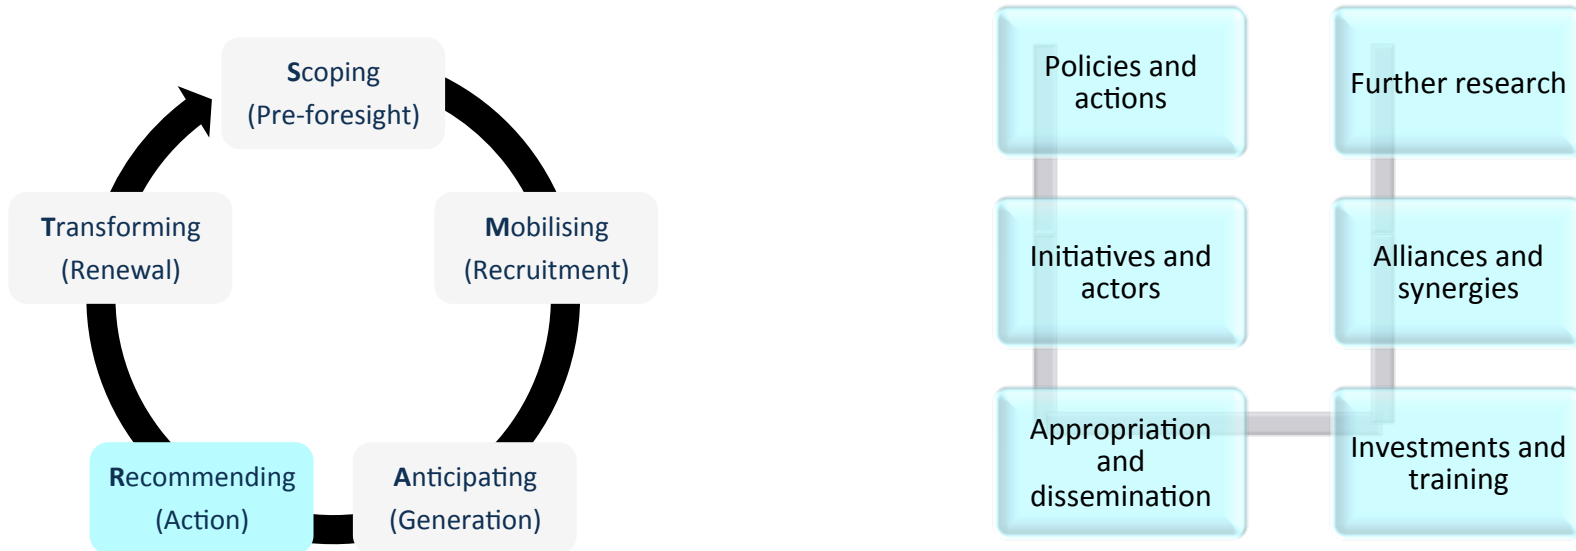 Scoping
(Pre-foresight)
Mobilising
(Recruitment)
Anticipating
(Generation)
Recommending
(Action)
Transforming
(Renewal)
Policies and
actions
Initiatives and
actors
Appropriation
and
dissemination
Investments and
training
Alliances and
synergies
Further research